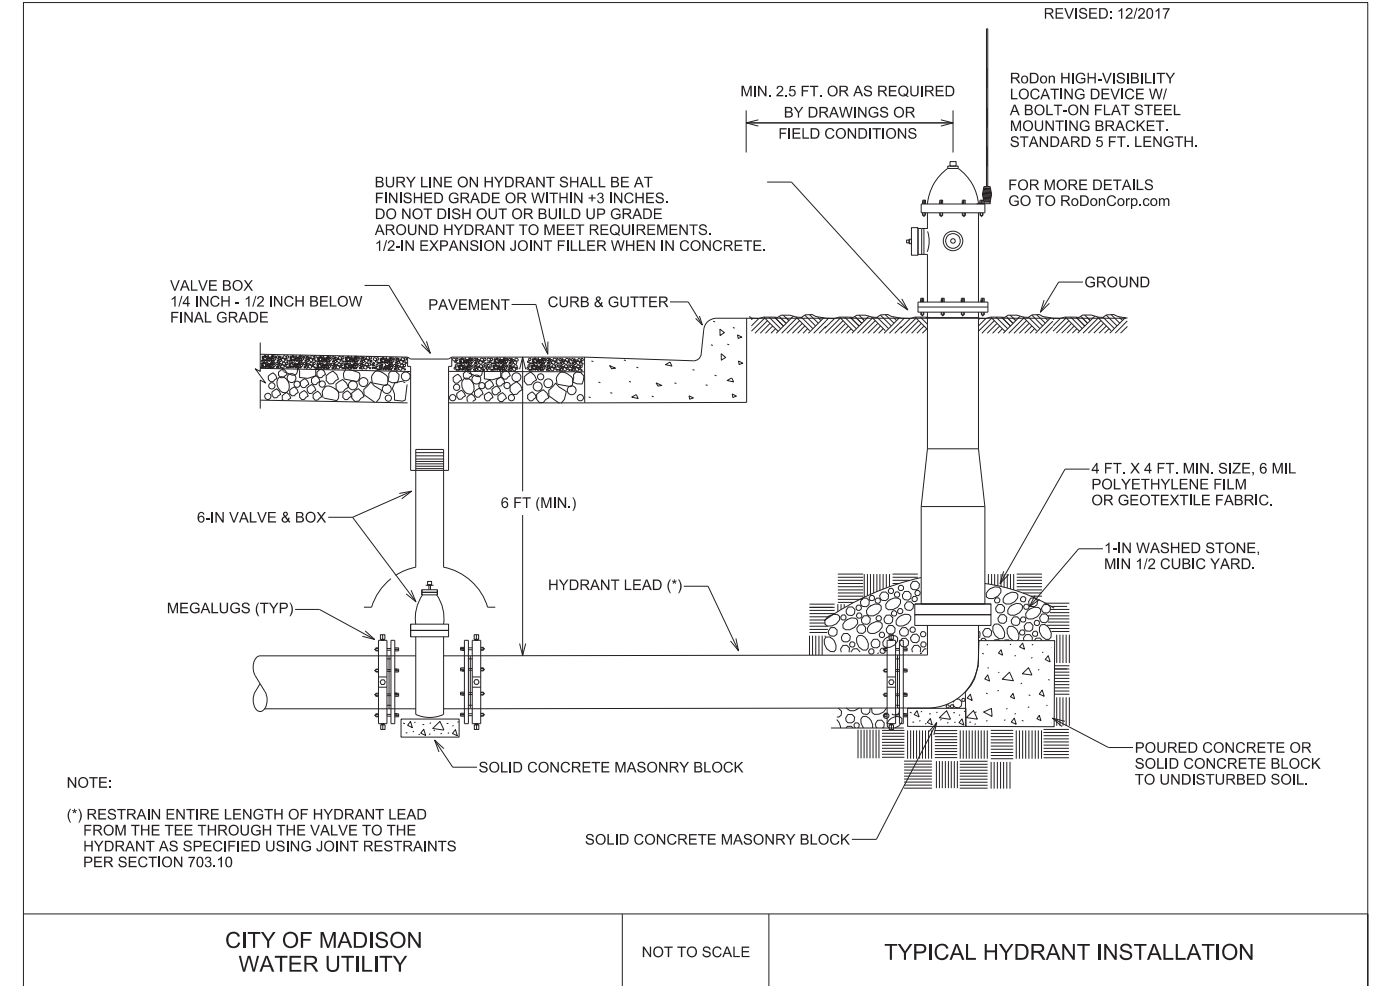 REVISED: 12/2017
MIN. 2.5 FT. OR AS REQUIRED
BY DRAWINGS OR
FIELD CONDITIONS
RoDon HIGH-VISIBILITY
LOCATING DEVICE W/
A BOLT-ON FLAT STEEL
MOUNTING BRACKET.
STANDARD 5 FT. LENGTH.
FOR MORE DETAILS
GO TO RoDonCorp.com
BURY LINE ON HYDRANT SHALL BE AT
FINISHED GRADE OR WITHIN +3 INCHES.
DO NOT DISH OUT OR BUILD UP GRADE
AROUND HYDRANT TO MEET REQUIREMENTS.
1/2-IN EXPANSION JOINT FILLER WHEN IN CONCRETE.
VALVE BOX
1/4 INCH - 1/2 INCH BELOW
FINAL GRADE
PAVEMENT
CURB & GUTTER
GROUND
6-IN VALVE & BOX
6 FT (MIN.)
4 FT. X 4 FT. MIN. SIZE, 6 MIL
POLYETHYLENE FILM
OR GEOTEXTILE FABRIC.
1-IN WASHED STONE,
MIN 1/2 CUBIC YARD.
HYDRANT LEAD (*)
MEGALUGS (TYP)
SOLID CONCRETE MASONRY BLOCK
POURED CONCRETE OR
SOLID CONCRETE BLOCK
TO UNDISTURBED SOIL.
SOLID CONCRETE MASONRY BLOCK
NOTE:
(*) RESTRAIN ENTIRE LENGTH OF HYDRANT LEAD
FROM THE TEE THROUGH THE VALVE TO THE
HYDRANT AS SPECIFIED USING JOINT RESTRAINTS
PER SECTION 703.10
CITY OF MADISON
WATER UTILITY
NOT TO SCALE
TYPICAL HYDRANT INSTALLATION